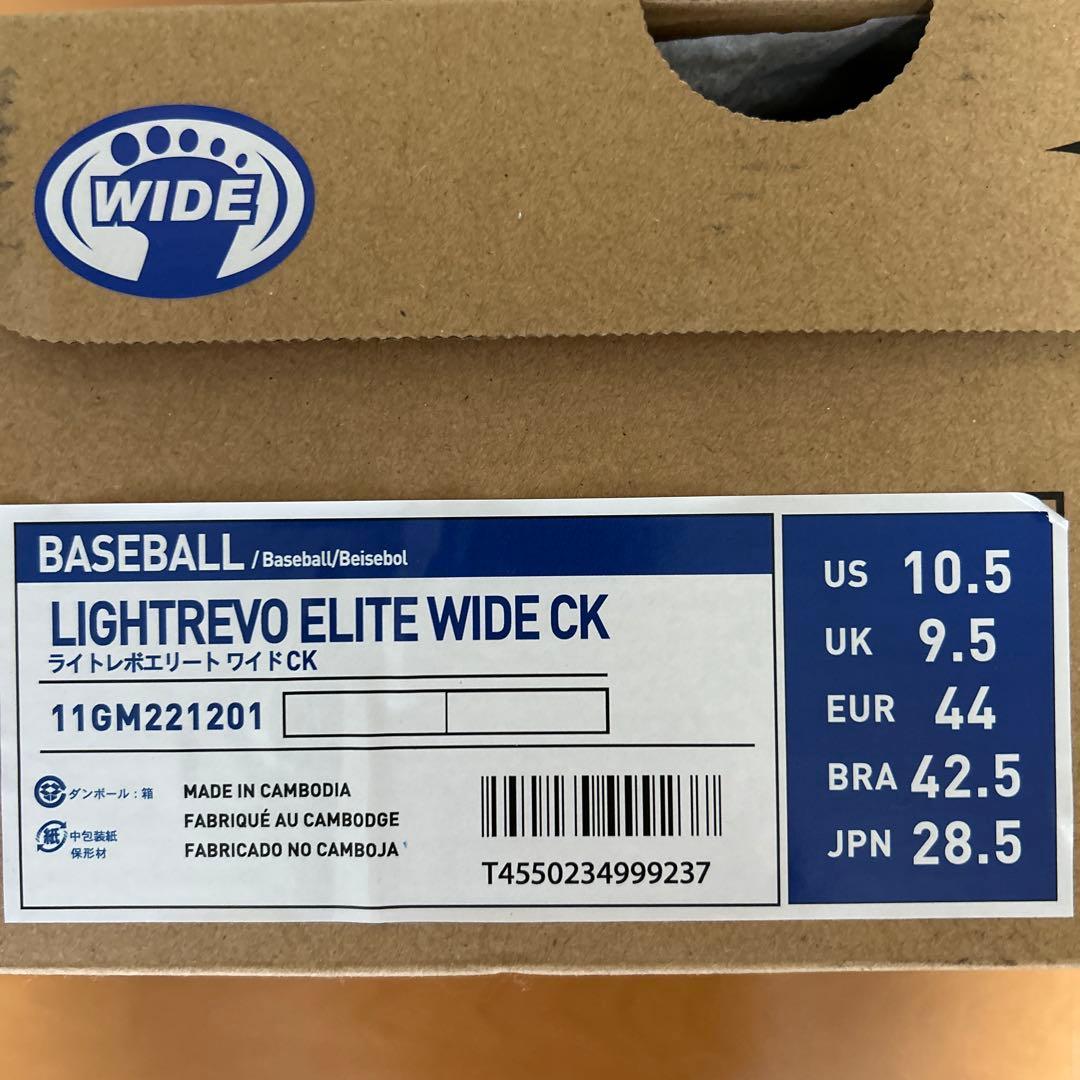 WIDE
BASEBALL / Baseball/Beisebol
LIGHTREVO ELITE WIDE CK
ライトレボエリート ワイドCK
11GM221201
ダンボール : 箱
紙 中包装紙
保形材
MADE IN CAMBODIA
FABRIQUÉ AU CAMBODGE
FABRICADO NO CAMBOJA
T4550234999237
US 10.5
UK 9.5
EUR 44
BRA 42.5
JPN 28.5